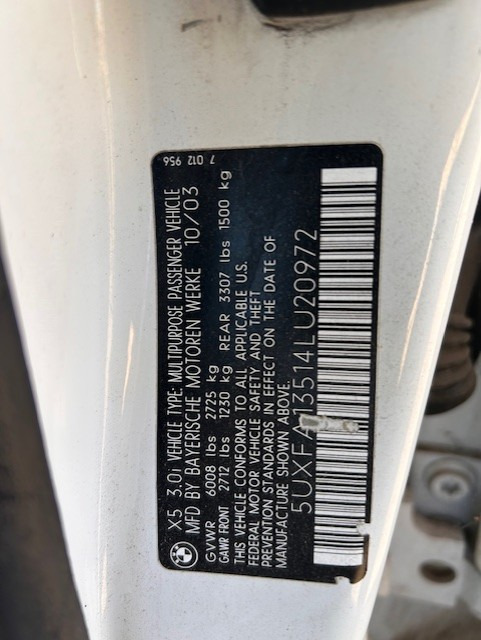 X5 3.0i VEHICLE TYPE: MULTIPURPOSE PASSENGER VEHICLE
MFD BY BAYERISCHE MOTOREN WERKE 10/03
GVWR 6008 lbs 2725 kg
GAWR FRONT 2712 lbs 1230 kg REAR 3307 lbs 1500 kg
THIS VEHICLE CONFORMS TO ALL APPLICABLE U.S.
FEDERAL MOTOR VEHICLE SAFETY AND THEFT
PREVENTION STANDARDS IN EFFECT ON THE DATE OF
MANUFACTURE SHOWN ABOVE.
5UXFA13514LU20972
7 012 956
BMW